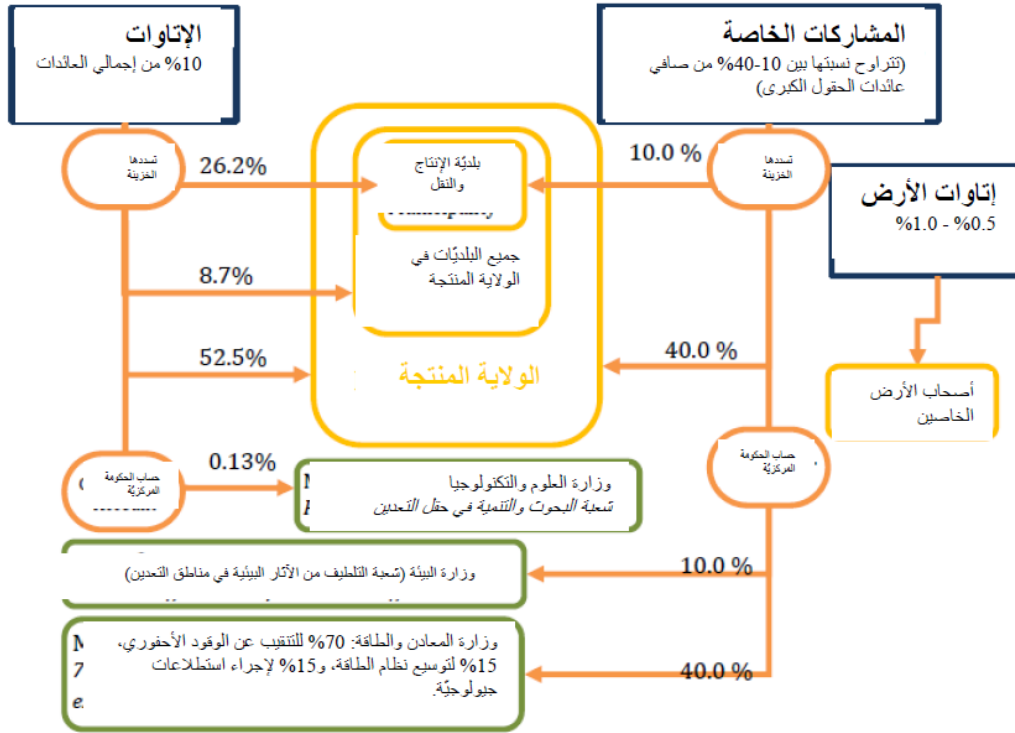 الإتاوات
%10 من إجمالي العائدات
المشاركات الخاصة
(تتراوح نسبتها بين 10-40% من صافي
عائدات الحقول الكبرى)
تسددها
الخزينة
26.2%
بلديّة الإنتاج
والنقل
10.0 %
تسددها
الخزينة
إتاوات الأرض
%1.0 - %0.5
8.7%
جميع البلديّات في
الولاية المنتجة
52.5%
الولاية المنتجة
40.0 %
أصحاب الأرض
الخاصين
حساب الحكومة
المركزيّة
0.13%
وزارة العلوم والتكنولوجيا
شعبة البحوث والتنمية في حقل التعدين
حساب الحكومة
المركزيّة
وزارة البيئة (شعبة التلطيف من الآثار البيئية في مناطق التعدين)
10.0 %
وزارة المعادن والطاقة: 70% للتنقيب عن الوقود الأحفوري،
15% لتوسيع نظام الطاقة، و15% لإجراء استطلاعات
جيولوجيّة.
40.0 %